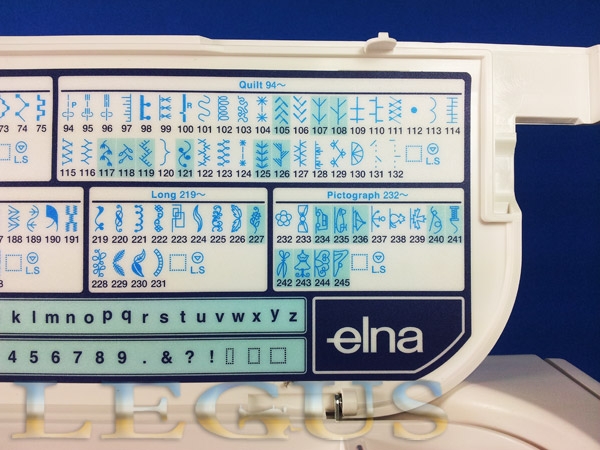 Quilt 94~
P
R
73 74 75
94 95 96 97 98 99 100 101 102 103 104 105 106 107 108 109 110 111 112 113 114
115 116 117 118 119 120 121 122 123 124 125 126 127 128 129 130 131 132
L.S
L.S
Long 219~
Pictograph 232~
188 189 190 191
219 220 221 222 223 224 225 226 227
232 233 234 235 236 237 238 239 240 241
L.S
228 229 230 231
L.S
242 243 244 245
L.S
k l m n o p q r s t u v w x y z
4 5 6 7 8 9 . & ? !
elna
LEGUS